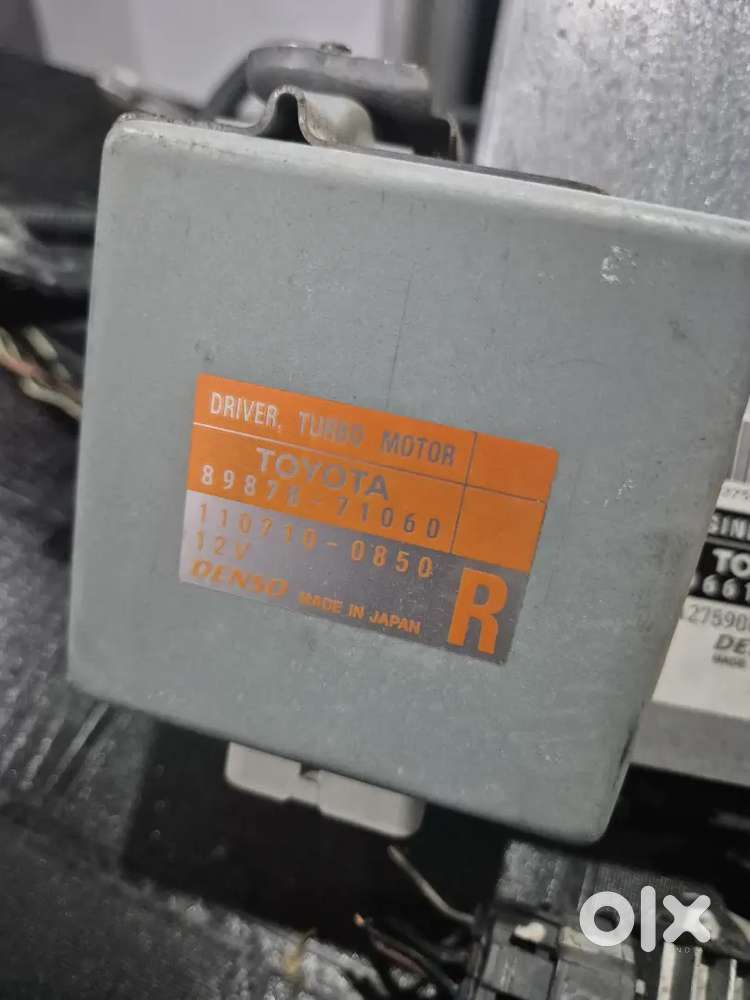 DRIVER, TURBO MOTOR
TOYOTA
89878-71060
110710-0850
12V
DENSO MADE IN JAPAN
R
olx